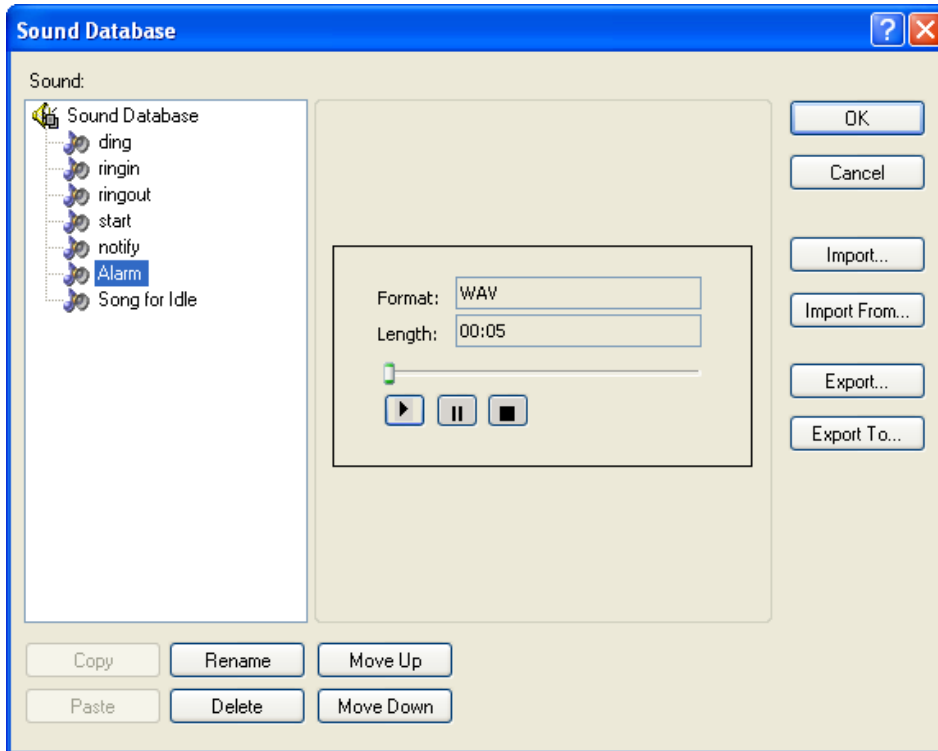 Sound Database
Sound:
Sound Database
ding
ringin
ringout
start
notify
Alarm
Song for Idle
Format: WAV
Length: 00:05
OK
Cancel
Import...
Import From...
Export...
Export To...
Copy Rename Move Up
Paste Delete Move Down